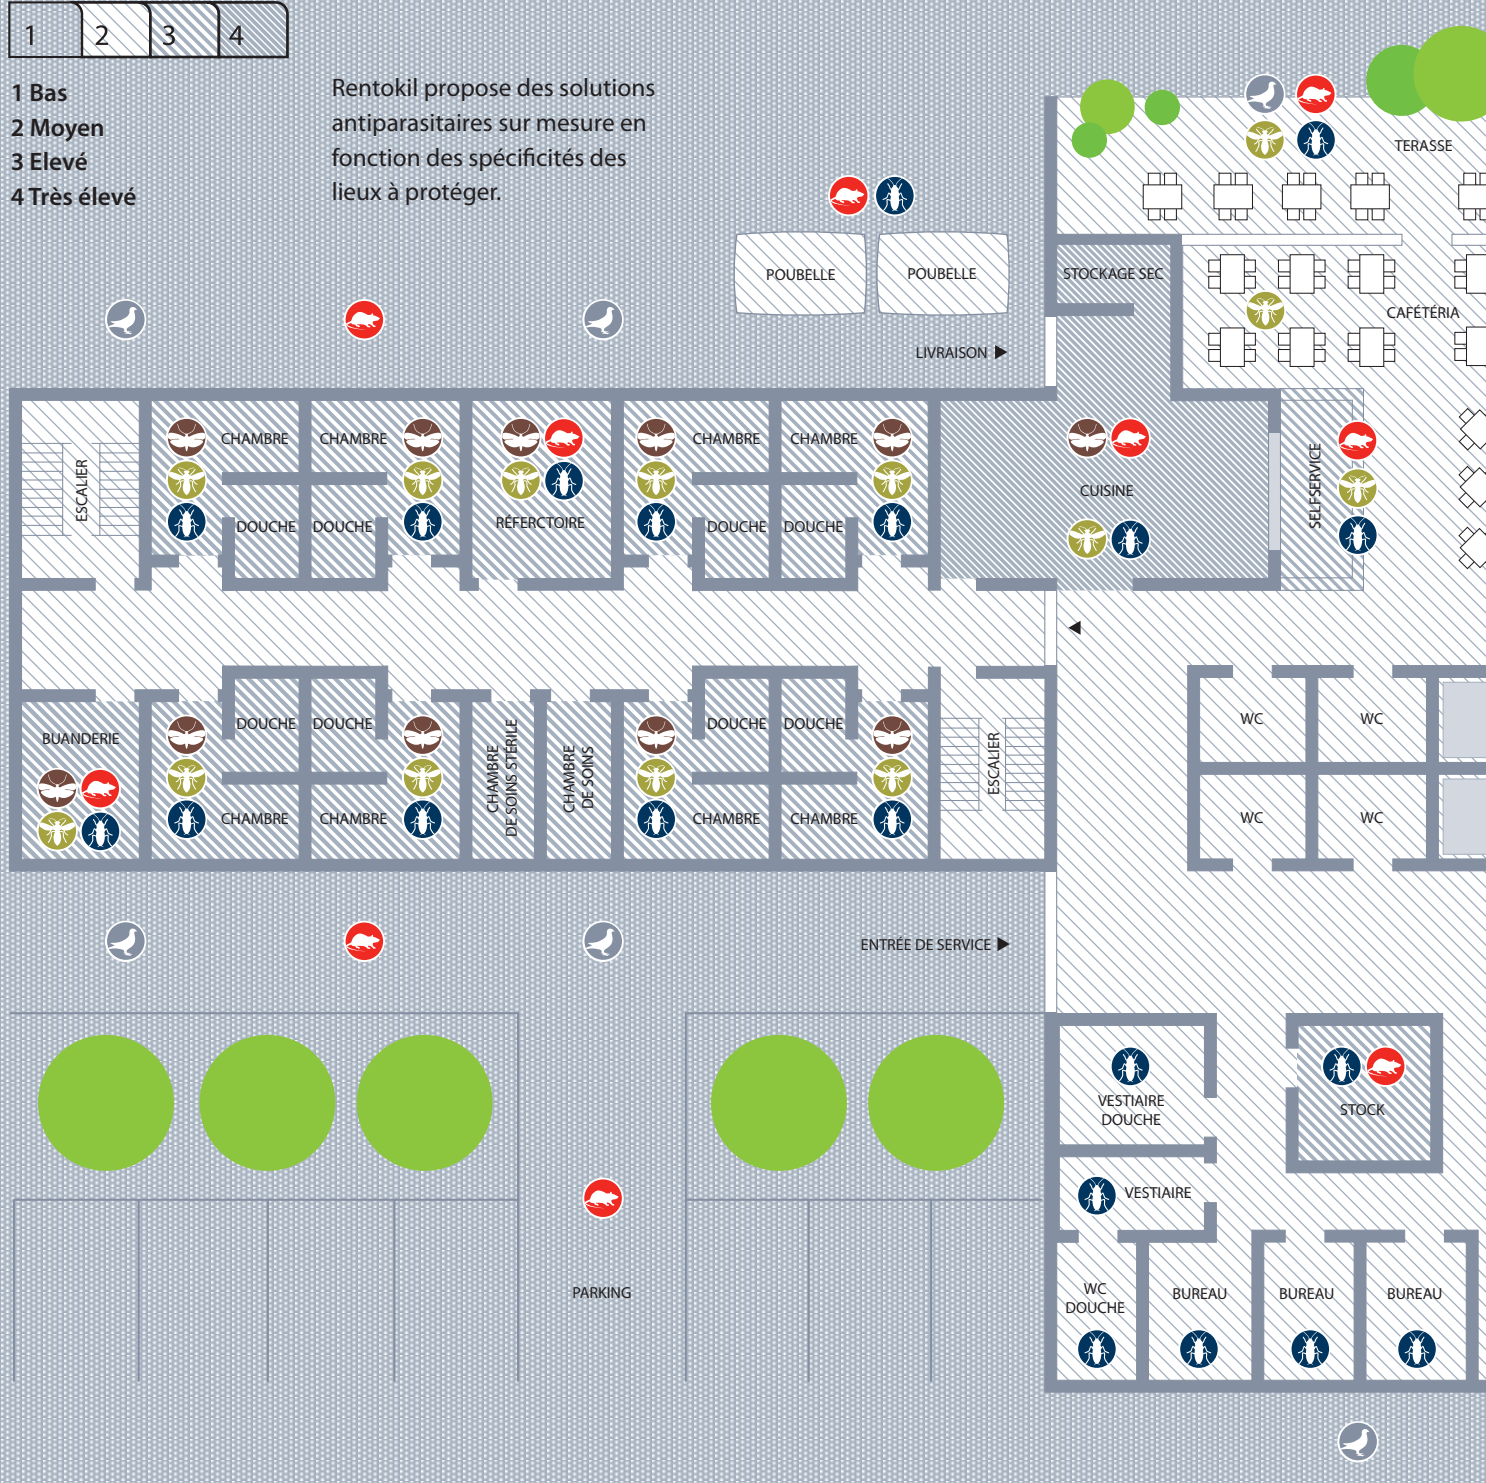 1 2 3 4
1 Bas
2 Moyen
3 Elevé
4 Très élevé
Rentokil propose des solutions
antiparasitaires sur mesure en
fonction des spécificités des
lieux à protéger.
TERASSE
POUBELLE
POUBELLE
STOCKAGE SEC
CAFÉTÉRIA
LIVRAISON
ESCALIER
CHAMBRE
CHAMBRE
CHAMBRE
CHAMBRE
DOUCHE
DOUCHE
RÉFERCTOIRE
DOUCHE
DOUCHE
CUISINE
SELFSERVICE
BUANDERIE
DOUCHE
DOUCHE
CHAMBRE
DE SOINS STÉRILE
CHAMBRE
DE SOINS
DOUCHE
DOUCHE
ESCALIER
CHAMBRE
CHAMBRE
CHAMBRE
CHAMBRE
WC
WC
WC
WC
ENTRÉE DE SERVICE
VESTIAIRE
DOUCHE
STOCK
VESTIAIRE
PARKING
WC
DOUCHE
BUREAU
BUREAU
BUREAU